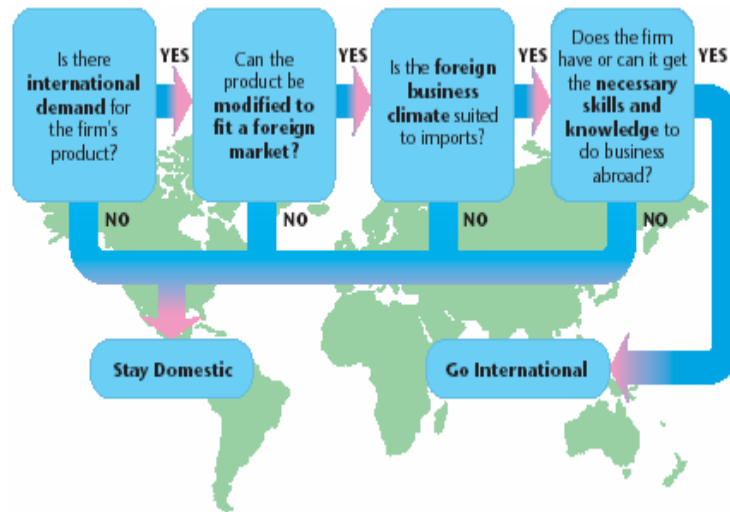 Is there
international
demand for
the firm's
product?
YES
Can the
product be
modified to
fit a foreign
market?
YES
Is the foreign
business
climate suited
to imports?
YES
Does the firm
have or can it get
the necessary
skills and
knowledge to
do business
abroad?
YES
NO
NO
NO
NO
Stay Domestic
Go International